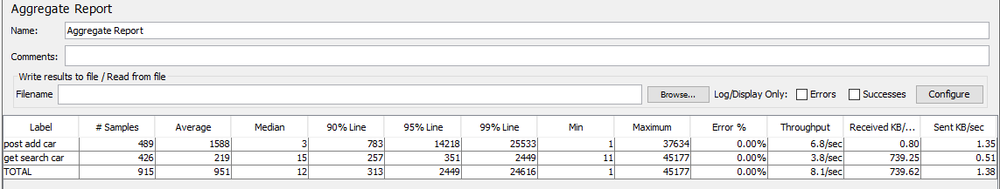 Aggregate Report
Name: Aggregate Report
Comments:
Write results to file / Read from file
Filename Browse... Log/Display Only: Errors Successes Configure
Label # Samples Average Median 90% Line 95% Line 99% Line Min Maximum Error % Throughput Received KB/... Sent KB/sec
post add car 489 1588 3 783 14218 25533 1 37634 0.00% 6.8/sec 0.80 1.35
get search car 426 219 15 257 351 2449 11 45177 0.00% 3.8/sec 739.25 0.51
TOTAL 915 951 12 313 2449 24616 1 45177 0.00% 8.1/sec 739.62 1.38